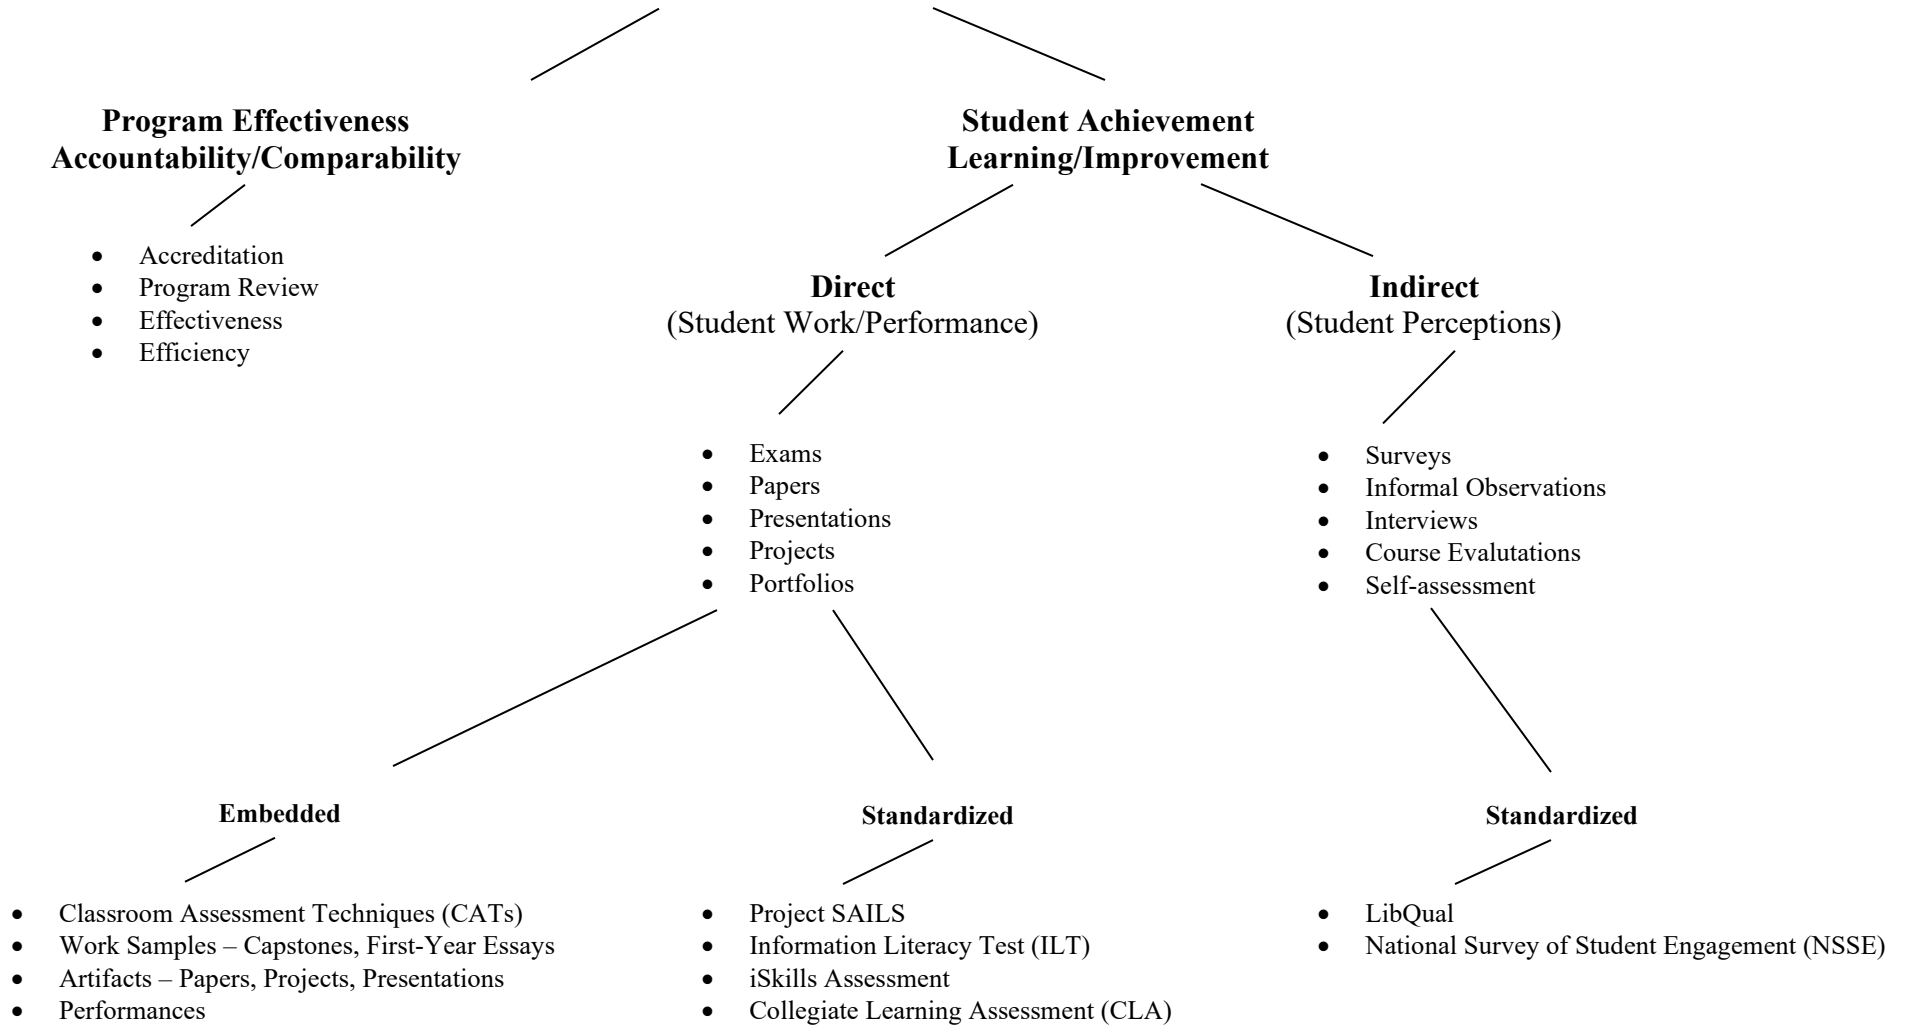 Program Effectiveness
Accountability/Comparability
• Accreditation
• Program Review
• Effectiveness
• Efficiency
Student Achievement
Learning/Improvement
Direct
(Student Work/Performance)
• Exams
• Papers
• Presentations
• Projects
• Portfolios
Indirect
(Student Perceptions)
• Surveys
• Informal Observations
• Interviews
• Course Evalutations
• Self-assessment
Embedded
• Classroom Assessment Techniques (CATs)
• Work Samples – Capstones, First-Year Essays
• Artifacts – Papers, Projects, Presentations
• Performances
Standardized
• Project SAILS
• Information Literacy Test (ILT)
• iSkills Assessment
• Collegiate Learning Assessment (CLA)
Standardized
• LibQual
• National Survey of Student Engagement (NSSE)